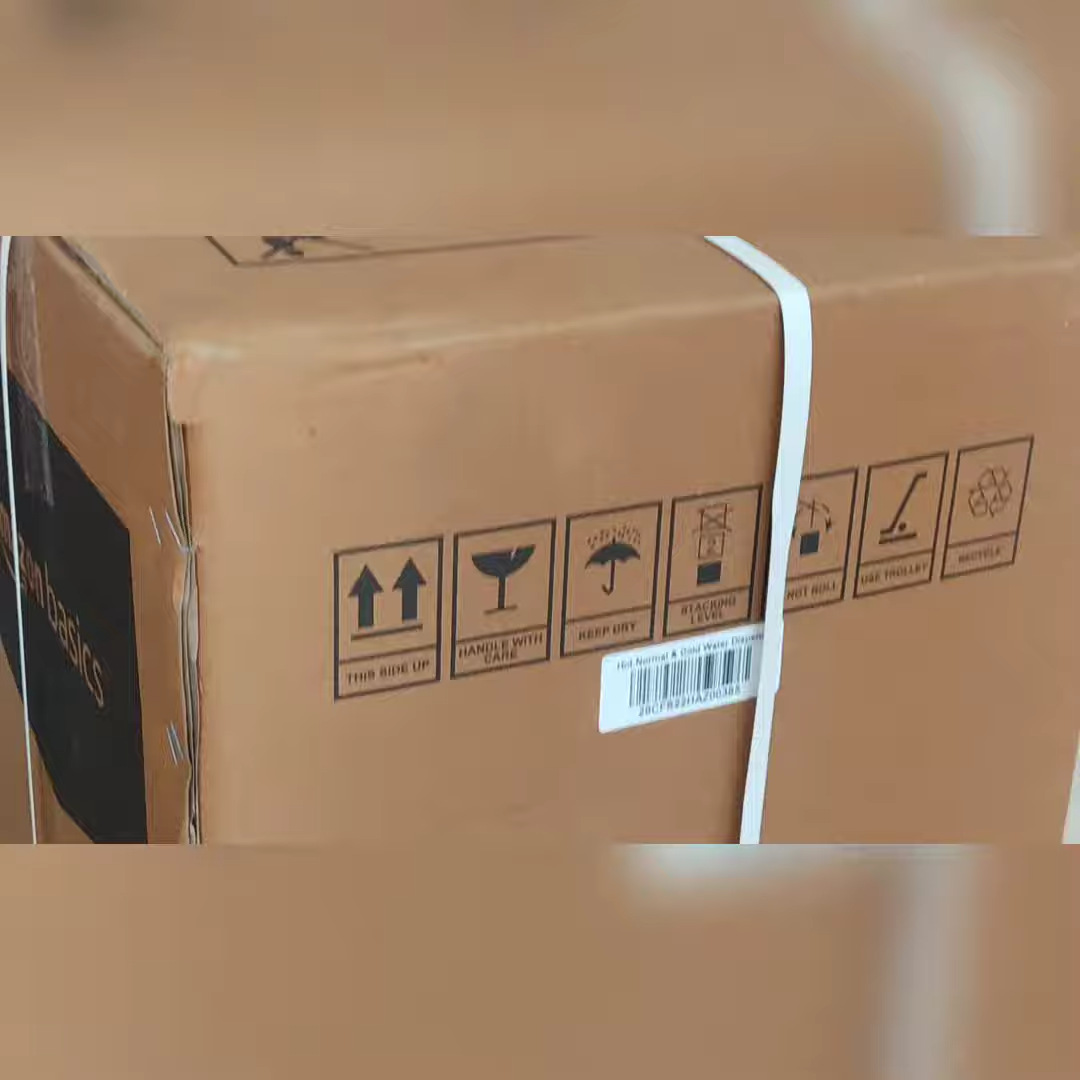 basics
THIS SIDE UP
HANDLE WITH
CARE
KEEP DRY
STACKING
LEVEL
2
NOT ROLL
USE TROLLEY
RECYCLE
Hot Normal & Cold Water